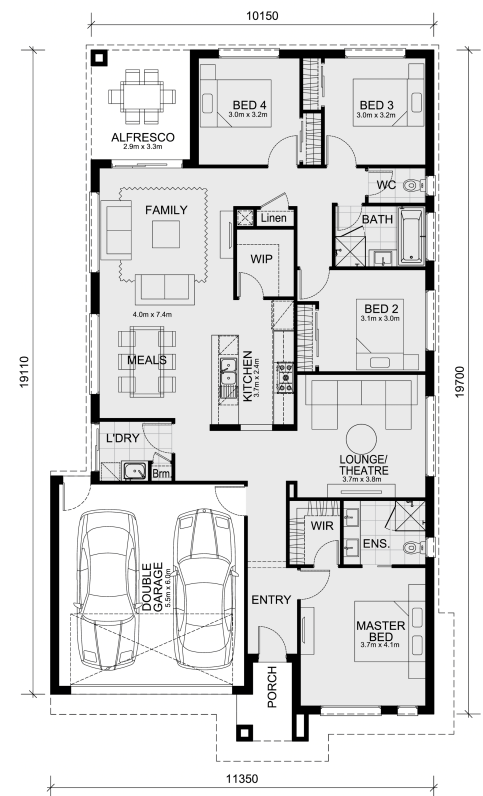 10150
BED 4
3.0m x 3.2m
BED 3
3.0m x 3.2m
ALFRESCO
2.9m x 3.3m
WC
FAMILY
Linen
BATH
WIP
4.0m x 7.4m
BED 2
3.1m x 3.0m
19110
19700
MEALS
KITCHEN
3.7m x 2.4m
L'DRY
Brm.
LOUNGE/
THEATRE
3.7m x 3.8m
WIR
ENS.
DOUBLE
GARAGE
5.5m x 6.0m
ENTRY
MASTER
BED
3.7m x 4.1m
PORCH
11350